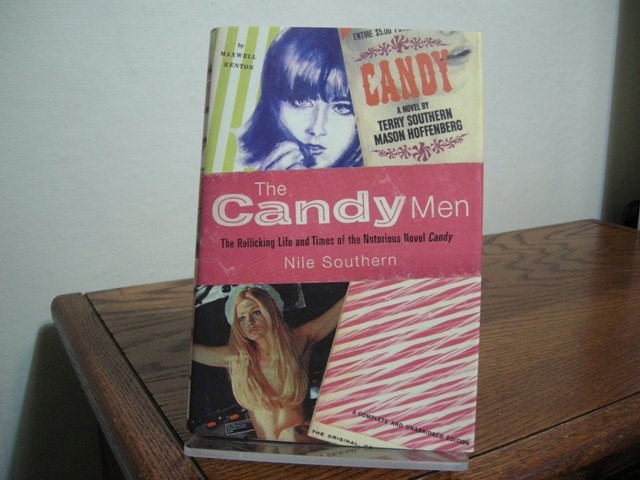 by
MAXWELL
KENTON
ENTIRE $5.00
CANDY
A NOVEL BY
TERRY SOUTHERN
MASON HOFFENBERG
The
Candy Men
The Rollicking Life and Times of the Notorious Novel Candy
Nile Southern
A COMPLETE AND UNABRIDGED EDITION
THE ORIGINAL